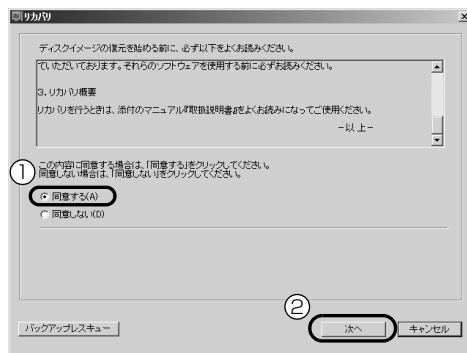 リカバリ
ディスクイメージの復元を始める前に、必ず以下をよくお読みください。
ていただいております。それらのソフトウェアを使用する前に必ずお読みください。
3. リカバリ概要
リカバリを行うときは、添付のマニュアル『取扱説明書』をよくお読みになってご使用ください。
－以 上－
この内容に同意する場合は、「同意する」をクリックしてください。
同意しない場合は、「同意しない」をクリックしてください。
①
同意する(A)
同意しない(D)
②
バックアップレスキュー
次へ
キャンセル